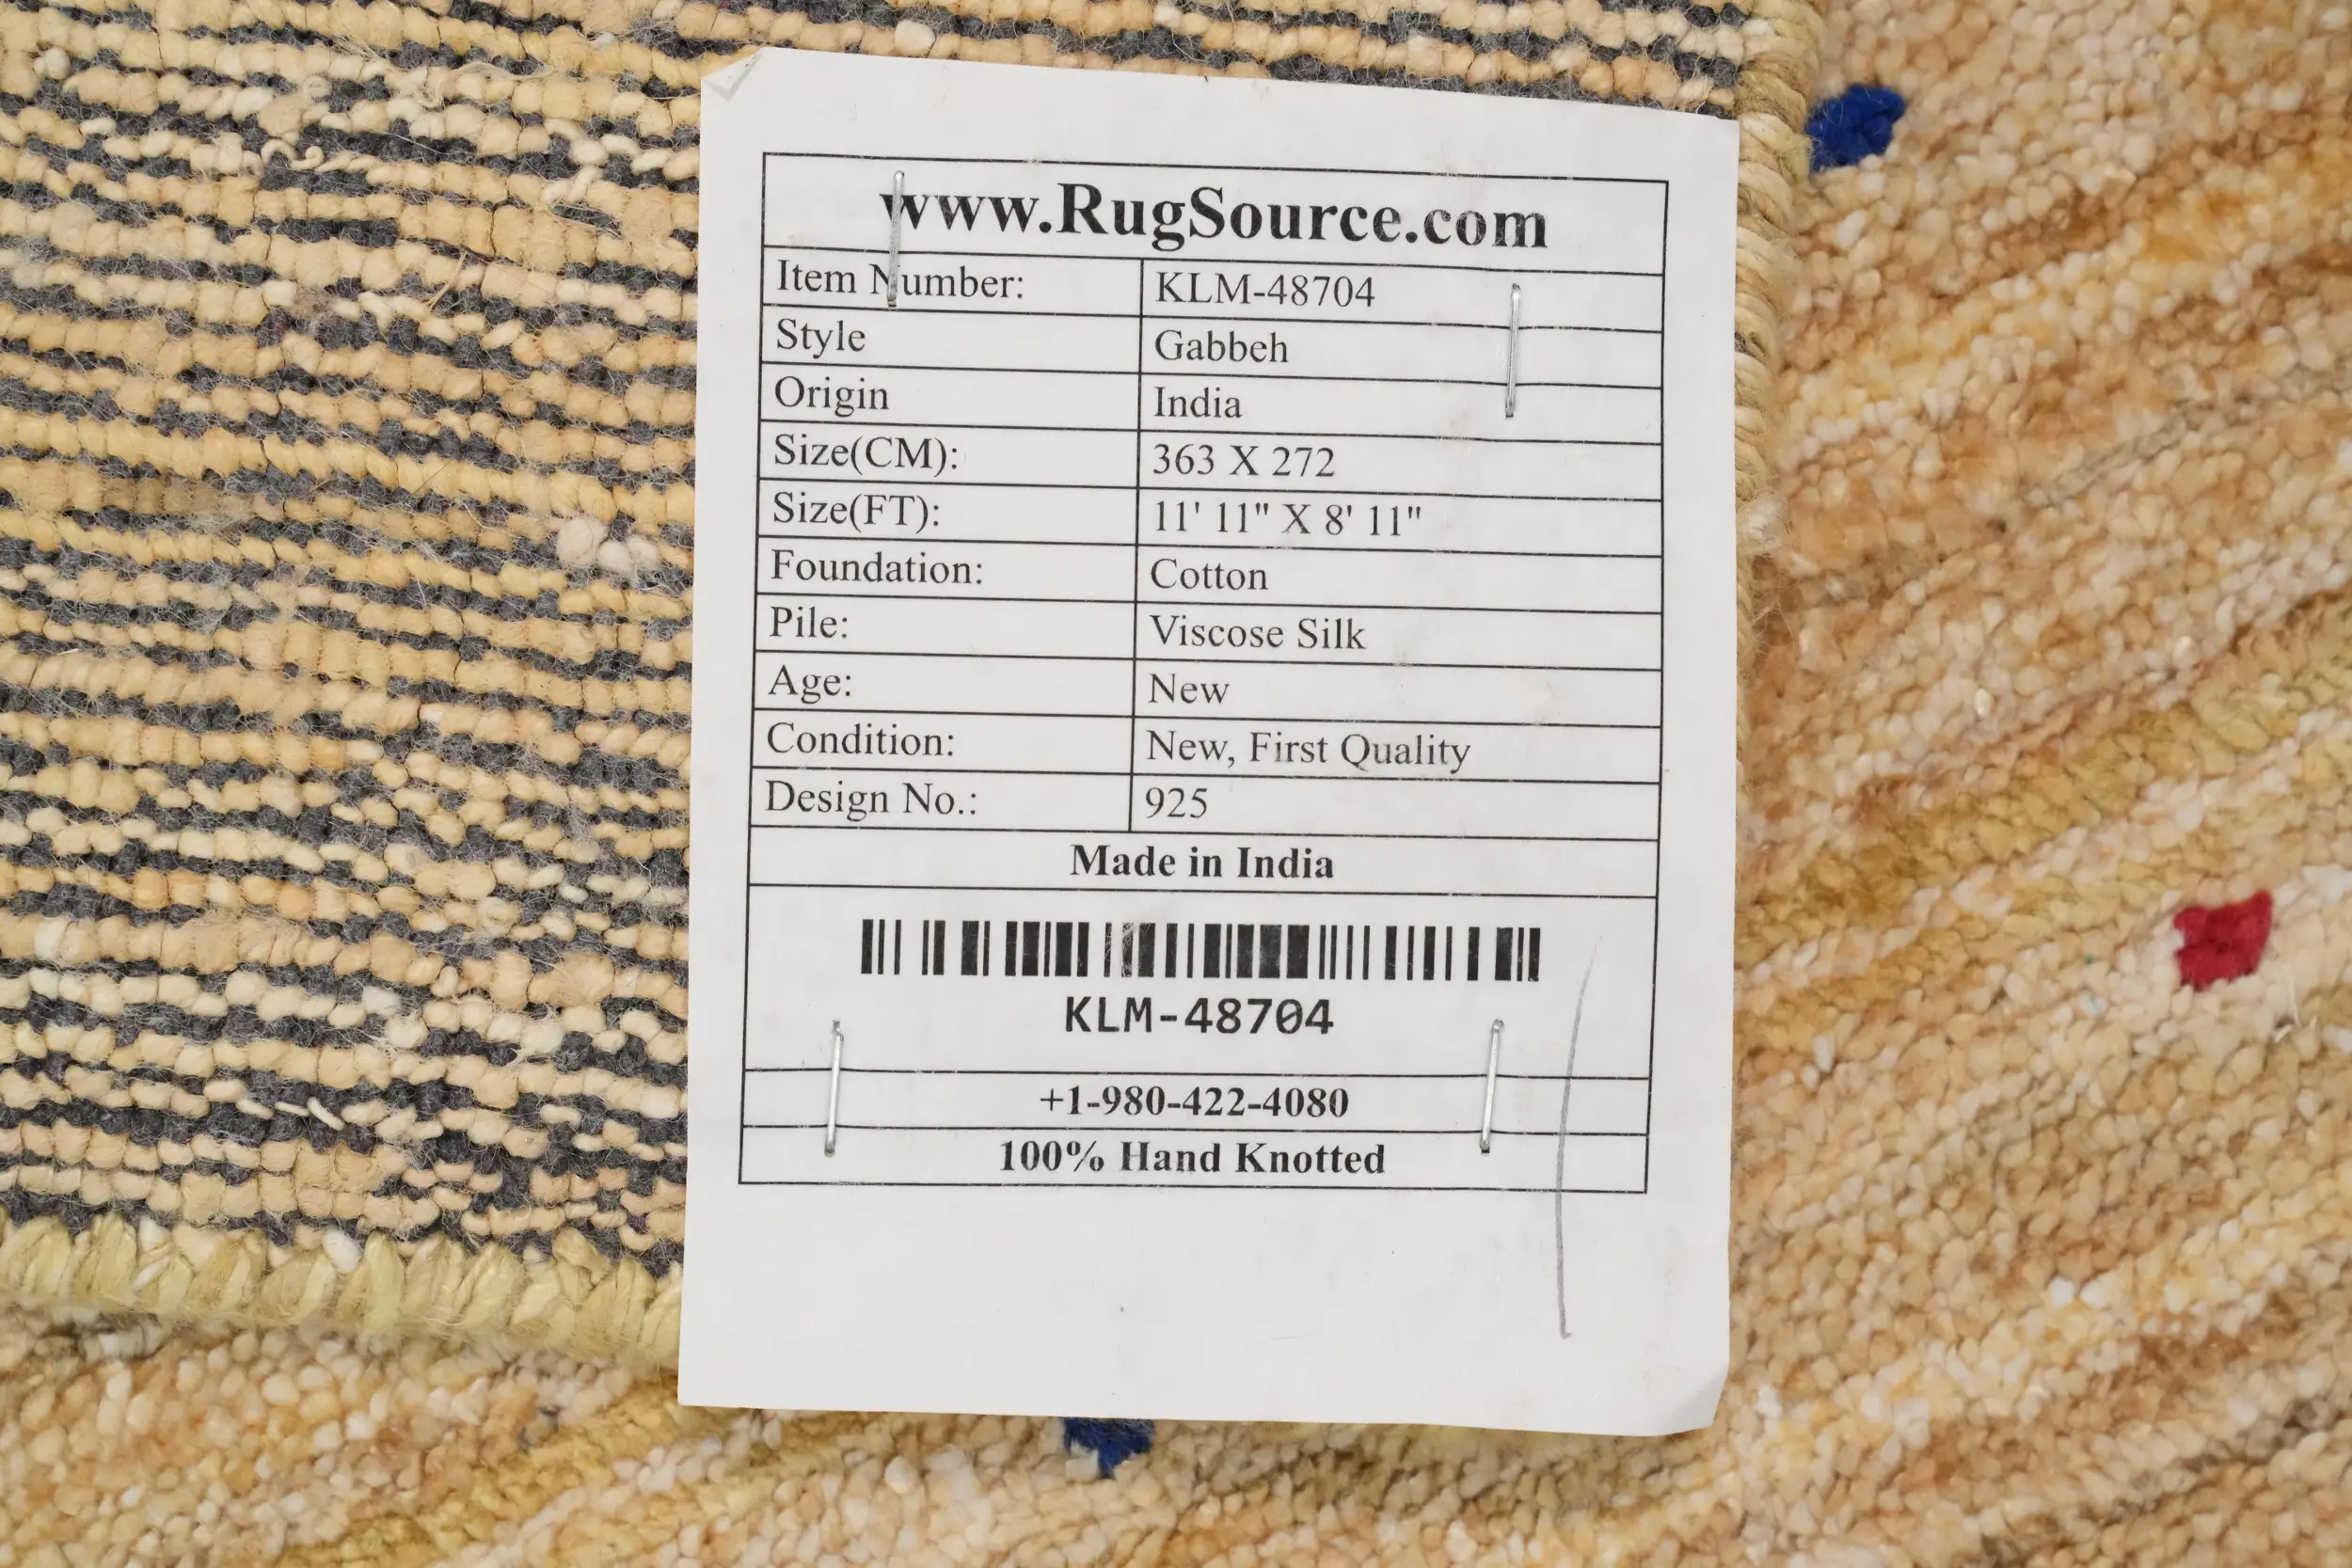 www.RugSource.com
Item Number: KLM-48704
Style Gabbeh
Origin India
Size(CM): 363 X 272
Size(FT): 11' 11" X 8' 11"
Foundation: Cotton
Pile: Viscose Silk
Age: New
Condition: New, First Quality
Design No.: 925
Made in India
KLM-48704
+1-980-422-4080
100% Hand Knotted